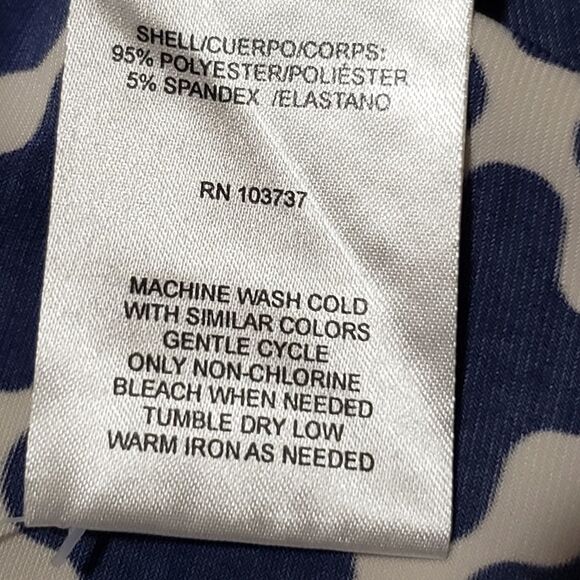 SHELL/CUERPO/CORPS:
95% POLYESTER/POLIÉSTER
5% SPANDEX /ELASTANO
RN 103737
MACHINE WASH COLD
WITH SIMILAR COLORS
GENTLE CYCLE
ONLY NON-CHLORINE
BLEACH WHEN NEEDED
TUMBLE DRY LOW
WARM IRON AS NEEDED